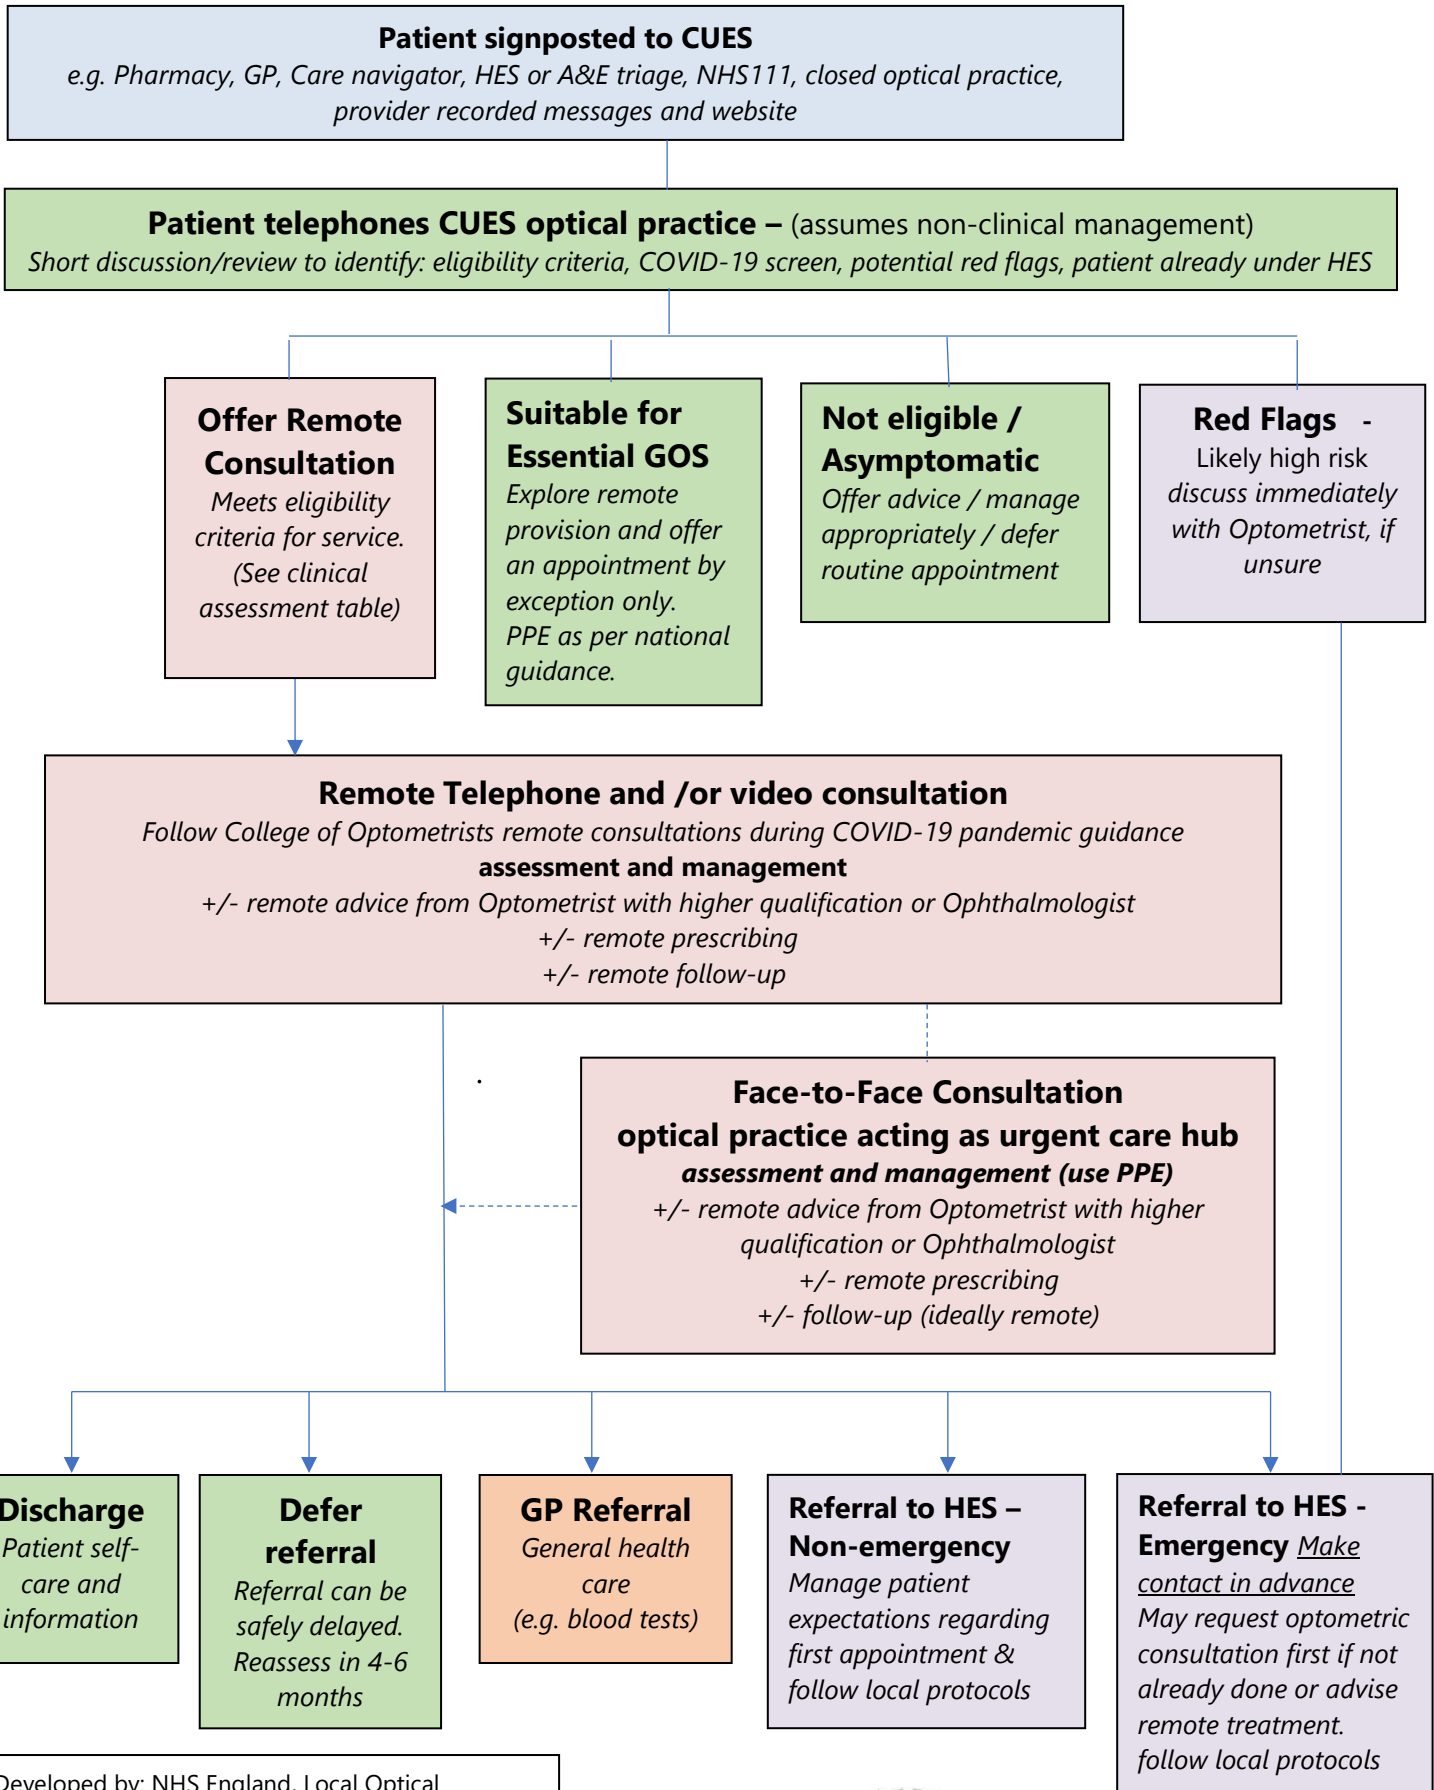 Patient signposted to CUES
e.g. Pharmacy, GP, Care navigator, HES or A&E triage, NHS111, closed optical practice,
provider recorded messages and website
Patient telephones CUES optical practice – (assumes non-clinical management)
Short discussion/review to identify: eligibility criteria, COVID-19 screen, potential red flags, patient already under HES
Offer Remote
Consultation
Meets eligibility
criteria for service.
(See clinical
assessment table)
Suitable for
Essential GOS
Explore remote
provision and offer
an appointment by
exception only.
PPE as per national
guidance.
Not eligible /
Asymptomatic
Offer advice / manage
appropriately / defer
routine appointment
Red Flags -
Likely high risk
discuss immediately
with Optometrist, if
unsure
Remote Telephone and /or video consultation
Follow College of Optometrists remote consultations during COVID-19 pandemic guidance
assessment and management
+/- remote advice from Optometrist with higher qualification or Ophthalmologist
+/- remote prescribing
+/- remote follow-up
.
Face-to-Face Consultation
optical practice acting as urgent care hub
assessment and management (use PPE)
+/- remote advice from Optometrist with higher
qualification or Ophthalmologist
+/- remote prescribing
+/- follow-up (ideally remote)
Discharge
Patient self-
care and
information
Defer
referral
Referral can be
safely delayed.
Reassess in 4-6
months
GP Referral
General health
care
(e.g. blood tests)
Referral to HES –
Non-emergency
Manage patient
expectations regarding
first appointment &
follow local protocols
Referral to HES -
Emergency Make
contact in advance
May request optometric
consultation first if not
already done or advise
remote treatment.
follow local protocols
Developed by: NHS England, Local Optical